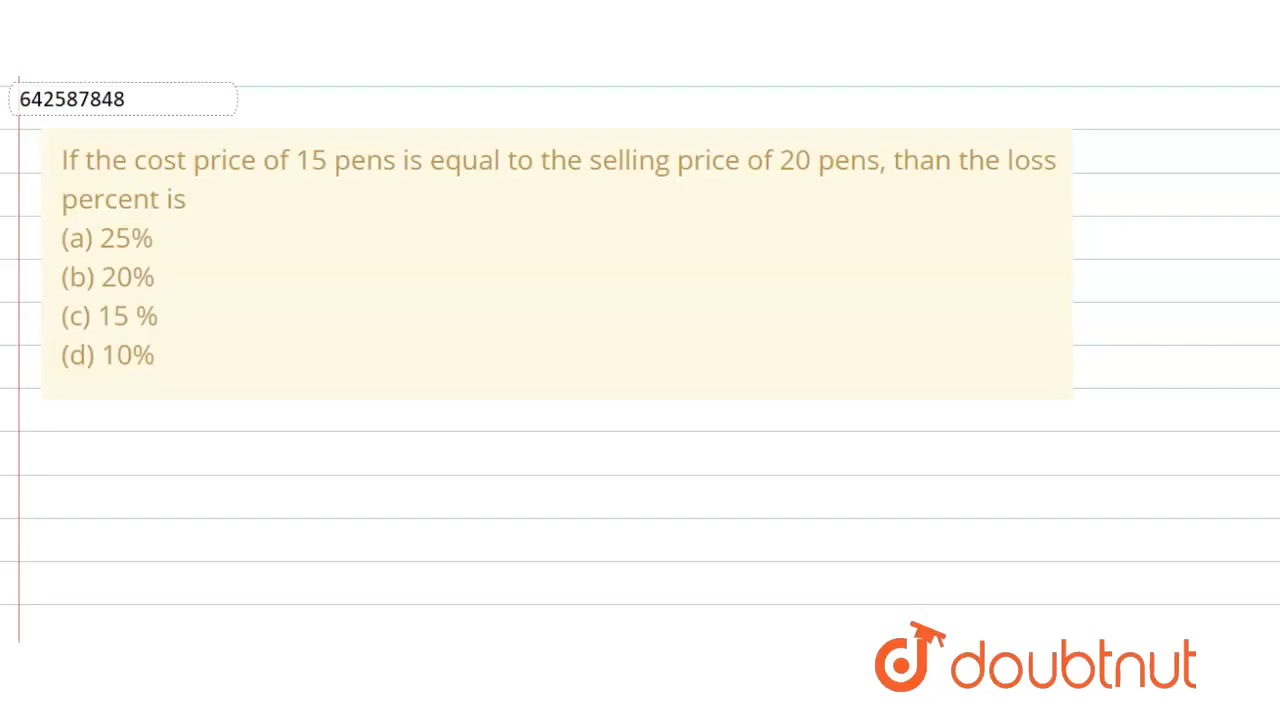 642587848
If the cost price of 15 pens is equal to the selling price of 20 pens, than the loss
percent is
(a) 25%
(b) 20%
(c) 15 %
(d) 10%
doubtnut